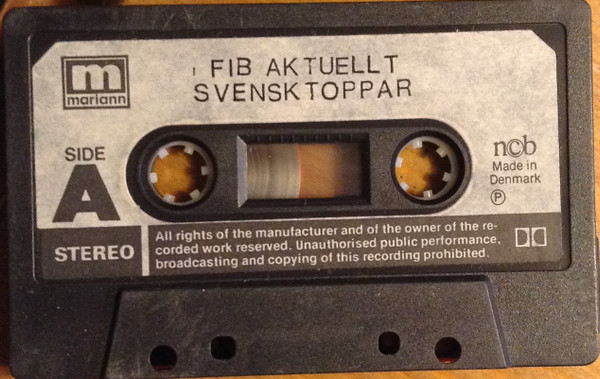 m
mariann
FIB AKTUELLT
SVENSKTOPPAR
SIDE
A
STEREO
ncb
Made in
Denmark
Ⓟ
All rights of the manufacturer and of the owner of the re-
corded work reserved. Unauthorised public performance,
broadcasting and copying of this recording prohibited.